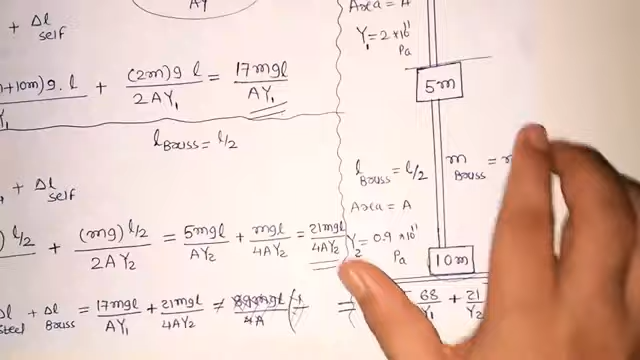 AY
+ Δl self
+10m)g.l / Y₁ + (2m)g l / 2AY₁ = 17mgl / AY₁
l Brass = l/2
+ Δl self
) l/2 + (mg) l/2 / 2AY₂ = 5mgl / AY₂ + mgl / 4AY₂ = 21mgl / 4AY₂
Δl steel + Δl Brass = 17mgl / AY₁ + 21mgl / 4AY₂ =
= 68 / Y₁ + 21 / Y₂
Area = A
Y₁ = 2 × 10¹¹ Pa
5m
l Brass = l/2
m Brass =
Area = A
Y₂ = 0.9 × 10¹¹ Pa
10m